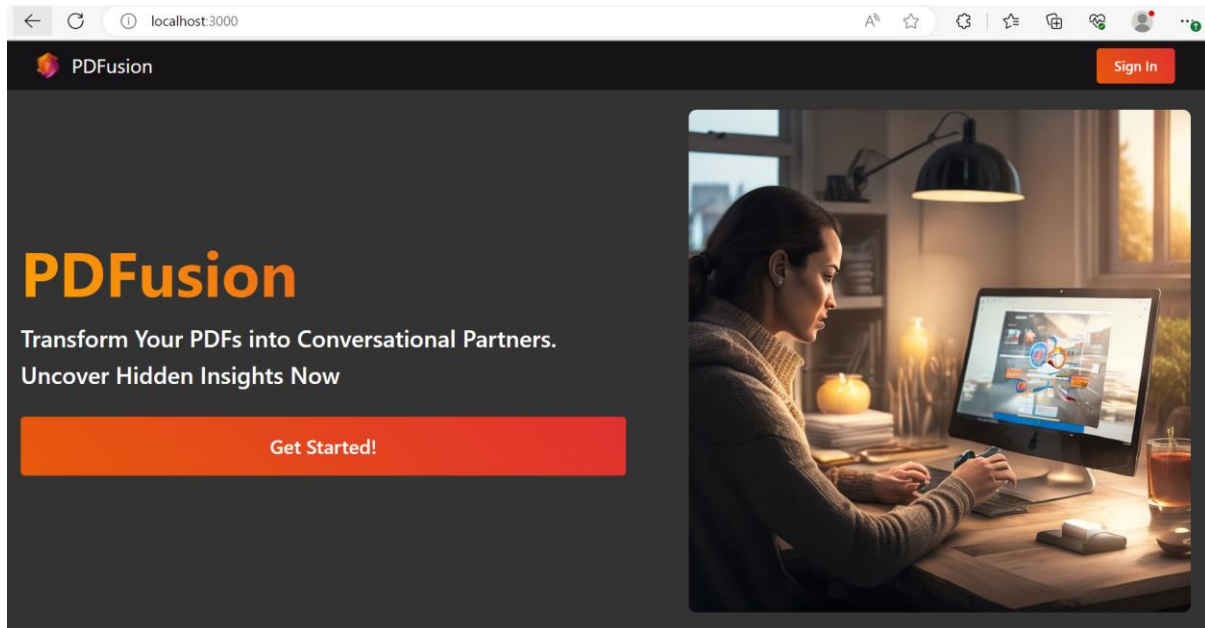 localhost:3000
PDFusion
Sign In
PDFusion
Transform Your PDFs into Conversational Partners.
Uncover Hidden Insights Now
Get Started!